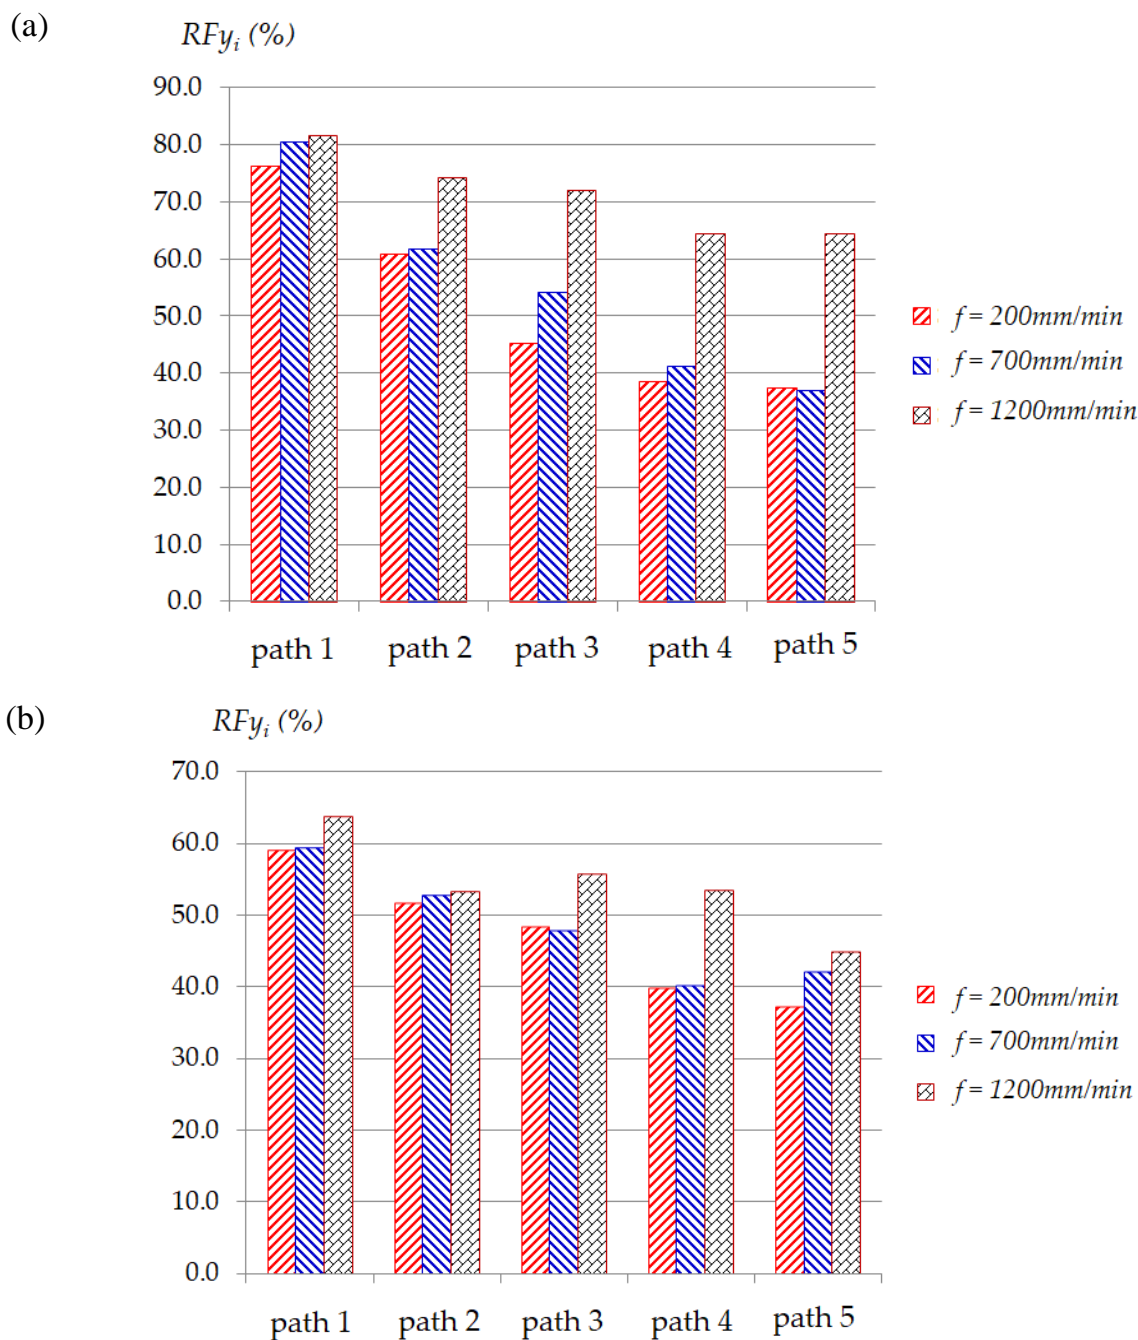 (a)
RFyi (%)
90.0
80.0
70.0
60.0
50.0
40.0
30.0
20.0
10.0
0.0
path 1 path 2 path 3 path 4 path 5
f = 200mm/min
f = 700mm/min
f = 1200mm/min
(b)
RFyi (%)
70.0
60.0
50.0
40.0
30.0
20.0
10.0
0.0
path 1 path 2 path 3 path 4 path 5
f = 200mm/min
f = 700mm/min
f = 1200mm/min